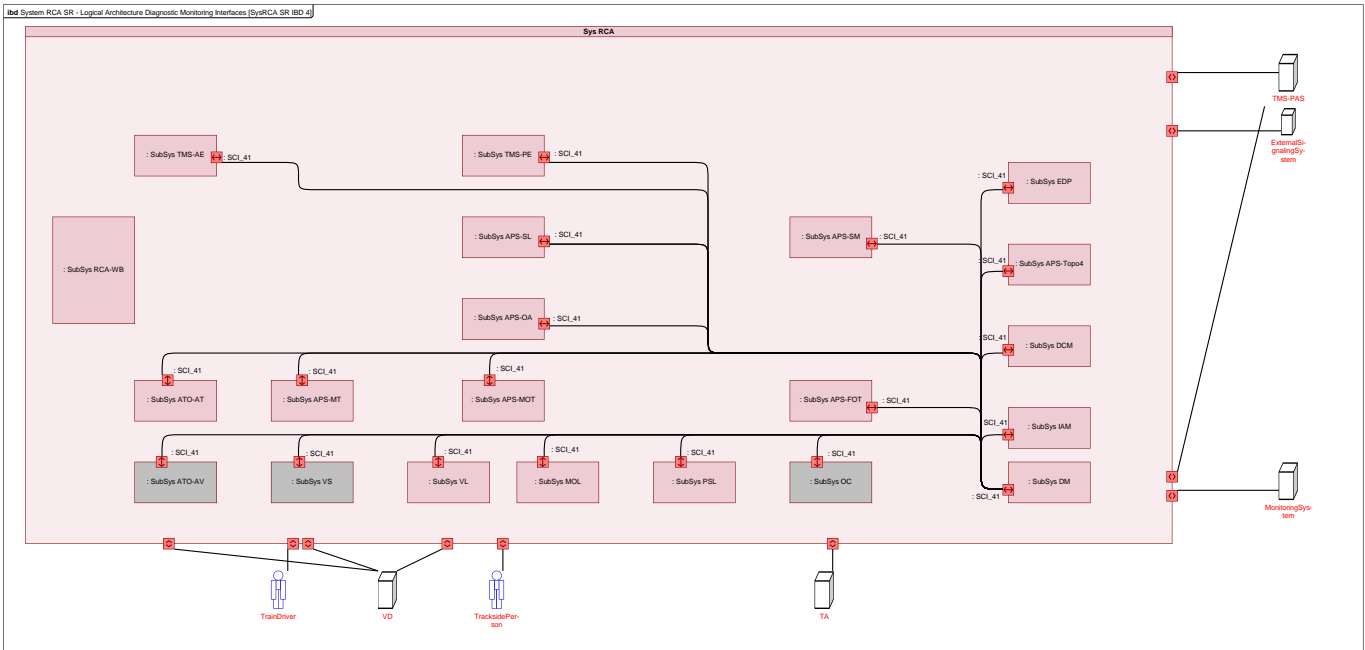 ibd System RCA SR - Logical Architecture Diagnostic Monitoring Interfaces [SysRCA SR IBD 4]
Sys RCA
TMS-PAS
ExternalSi-
gnalingSy-
stem
: SubSys TMS-AE
: SCI_41
: SubSys TMS-PE
: SCI_41
: SCI_41
: SubSys EDP
: SubSys RCA-WB
: SubSys APS-SL
: SCI_41
: SubSys APS-SM
: SCI_41
: SCI_41
: SubSys APS-Topo4
: SubSys APS-OA
: SCI_41
: SCI_41
: SubSys DCM
: SCI_41
: SubSys ATO-AT
: SCI_41
: SubSys APS-MT
: SCI_41
: SubSys APS-MOT
: SubSys APS-FOT
: SCI_41
: SCI_41
: SubSys IAM
: SCI_41
: SubSys ATO-AV
: SCI_41
: SubSys VS
: SCI_41
: SubSys VL
: SCI_41
: SubSys MOL
: SCI_41
: SubSys PSL
: SCI_41
: SubSys OC
: SCI_41
: SubSys DM
MonitoringSys-
tem
TrainDriver
VD
TracksidePer-
son
TA